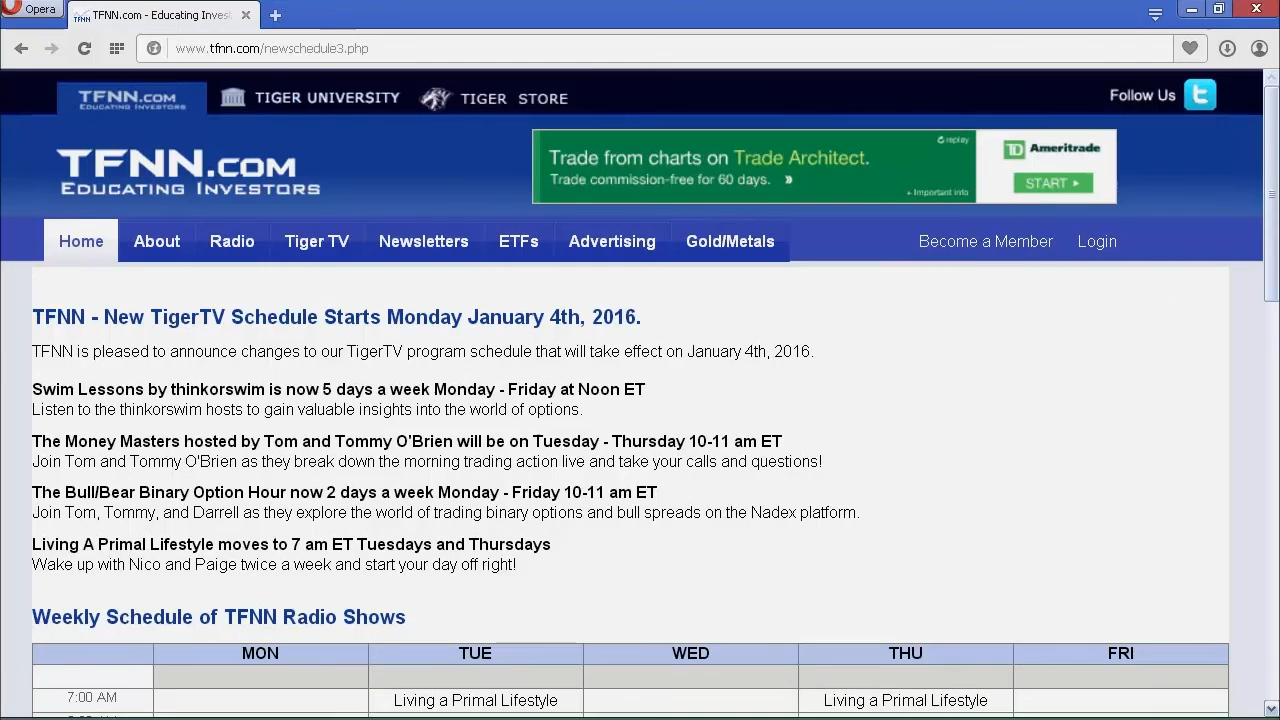 Opera
TFNN.com - Educating Inves
www.tfnn.com/newschedule3.php
TFNN.com
Educating Investors
TIGER UNIVERSITY
TIGER STORE
Follow Us
TFNN.com
Educating Investors
Trade from charts on Trade Architect.
Trade commission-free for 60 days. »
replay
+ Important info
TD Ameritrade
START
Home About Radio Tiger TV Newsletters ETFs Advertising Gold/Metals Become a Member Login
TFNN - New TigerTV Schedule Starts Monday January 4th, 2016.
TFNN is pleased to announce changes to our TigerTV program schedule that will take effect on January 4th, 2016.
Swim Lessons by thinkorswim is now 5 days a week Monday - Friday at Noon ET
Listen to the thinkorswim hosts to gain valuable insights into the world of options.
The Money Masters hosted by Tom and Tommy O'Brien will be on Tuesday - Thursday 10-11 am ET
Join Tom and Tommy O'Brien as they break down the morning trading action live and take your calls and questions!
The Bull/Bear Binary Option Hour now 2 days a week Monday - Friday 10-11 am ET
Join Tom, Tommy, and Darrell as they explore the world of trading binary options and bull spreads on the Nadex platform.
Living A Primal Lifestyle moves to 7 am ET Tuesdays and Thursdays
Wake up with Nico and Paige twice a week and start your day off right!
Weekly Schedule of TFNN Radio Shows
MON TUE WED THU FRI
7:00 AM Living a Primal Lifestyle Living a Primal Lifestyle